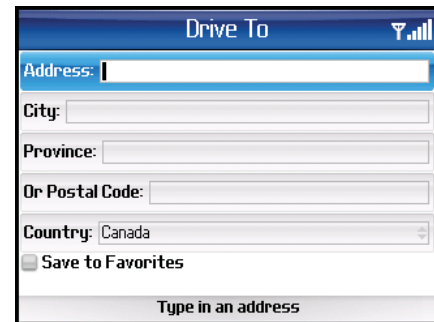 Drive To
Address:
City:
Province:
Or Postal Code:
Country: Canada
Save to Favorites
Type in an address